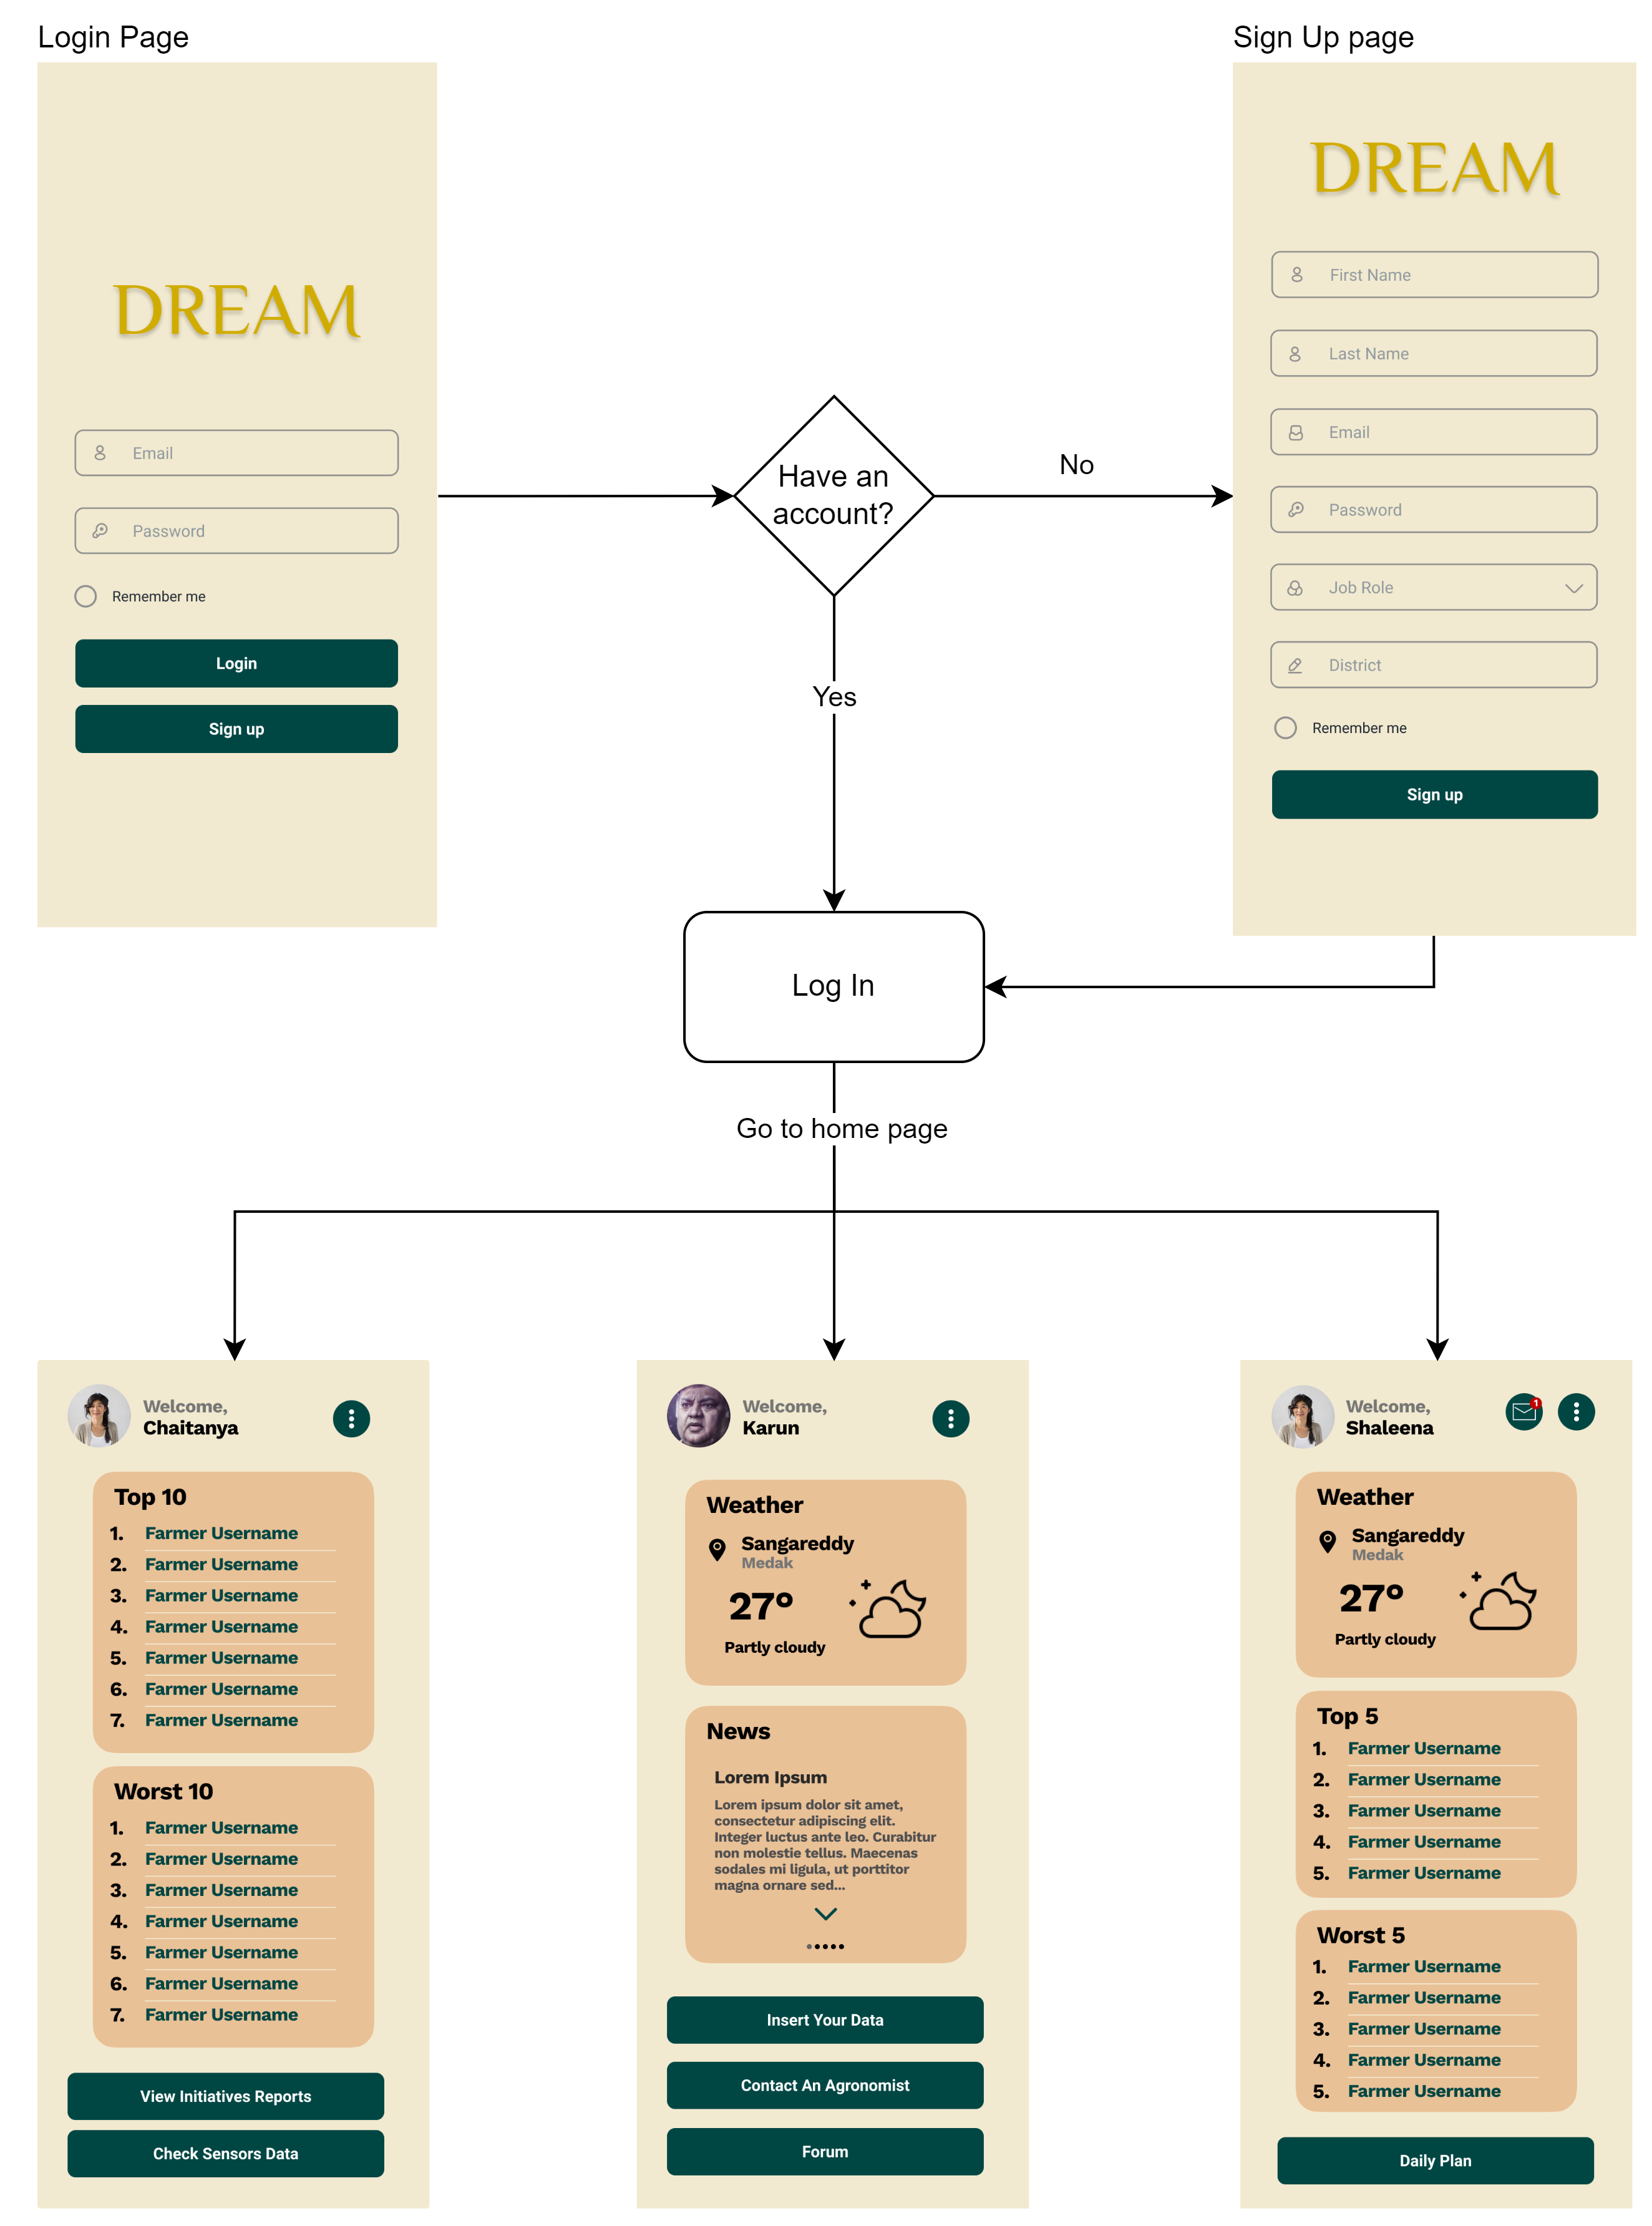 Login Page
DREAM
Email
Password
Remember me
Login
Sign up
Have an
account?
No
Yes
Sign Up page
DREAM
First Name
Last Name
Email
Password
Job Role
District
Remember me
Sign up
Log In
Go to home page
Welcome,
Chaitanya
Top 10
1. Farmer Username
2. Farmer Username
3. Farmer Username
4. Farmer Username
5. Farmer Username
6. Farmer Username
7. Farmer Username
Worst 10
1. Farmer Username
2. Farmer Username
3. Farmer Username
4. Farmer Username
5. Farmer Username
6. Farmer Username
7. Farmer Username
View Initiatives Reports
Check Sensors Data
Welcome,
Karun
Weather
Sangareddy
Medak
27°
Partly cloudy
News
Lorem Ipsum
Lorem ipsum dolor sit amet,
consectetur adipiscing elit.
Integer luctus ante leo. Curabitur
non molestie tellus. Maecenas
sodales mi ligula, ut porttitor
magna ornare sed...
Insert Your Data
Contact An Agronomist
Forum
Welcome,
Shaleena
1
Weather
Sangareddy
Medak
27°
Partly cloudy
Top 5
1. Farmer Username
2. Farmer Username
3. Farmer Username
4. Farmer Username
5. Farmer Username
Worst 5
1. Farmer Username
2. Farmer Username
3. Farmer Username
4. Farmer Username
5. Farmer Username
Daily Plan